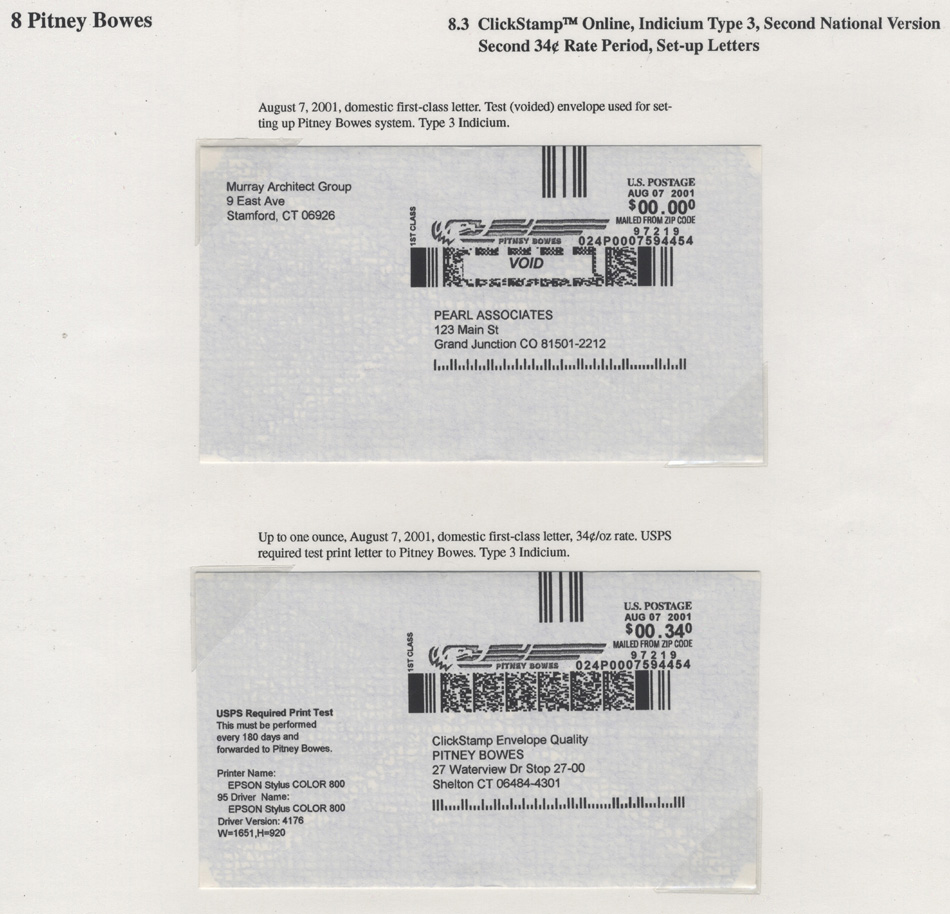 8 Pitney Bowes
8.3 ClickStamp™ Online, Indicium Type 3, Second National Version
Second 34¢ Rate Period, Set-up Letters
August 7, 2001, domestic first-class letter. Test (voided) envelope used for set-
ting up Pitney Bowes system. Type 3 Indicium.
Murray Architect Group
9 East Ave
Stamford, CT 06926
1ST CLASS
U.S. POSTAGE
AUG 07 2001
$00.000
MAILED FROM ZIP CODE
97219
PITNEY BOWES
024P0007594454
VOID
PEARL ASSOCIATES
123 Main St
Grand Junction CO 81501-2212
Up to one ounce, August 7, 2001, domestic first-class letter, 34¢/oz rate. USPS
required test print letter to Pitney Bowes. Type 3 Indicium.
1ST CLASS
U.S. POSTAGE
AUG 07 2001
$00.340
MAILED FROM ZIP CODE
97219
PITNEY BOWES
024P0007594454
USPS Required Print Test
This must be performed
every 180 days and
forwarded to Pitney Bowes.
Printer Name:
EPSON Stylus COLOR 800
95 Driver Name:
EPSON Stylus COLOR 800
Driver Version: 4176
W=1651,H=920
ClickStamp Envelope Quality
PITNEY BOWES
27 Waterview Dr Stop 27-00
Shelton CT 06484-4301